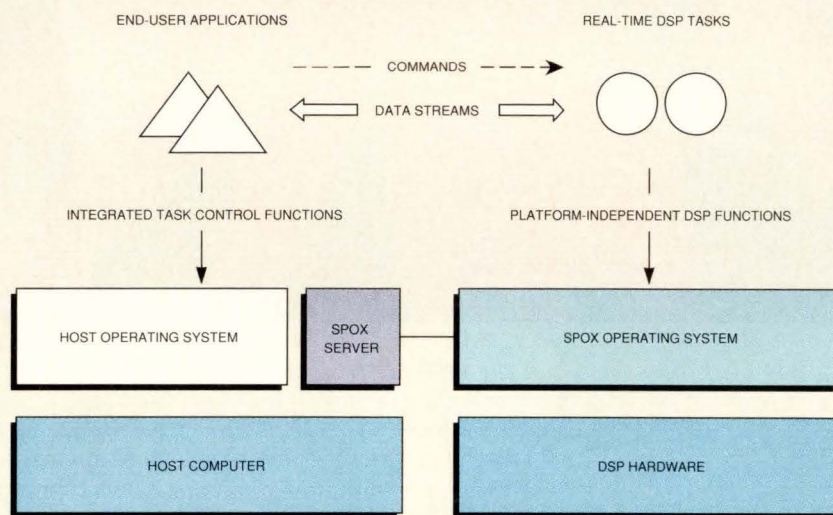 END-USER APPLICATIONS
REAL-TIME DSP TASKS
COMMANDS
DATA STREAMS
INTEGRATED TASK CONTROL FUNCTIONS
PLATFORM-INDEPENDENT DSP FUNCTIONS
HOST OPERATING SYSTEM
SPOX
SERVER
SPOX OPERATING SYSTEM
HOST COMPUTER
DSP HARDWARE